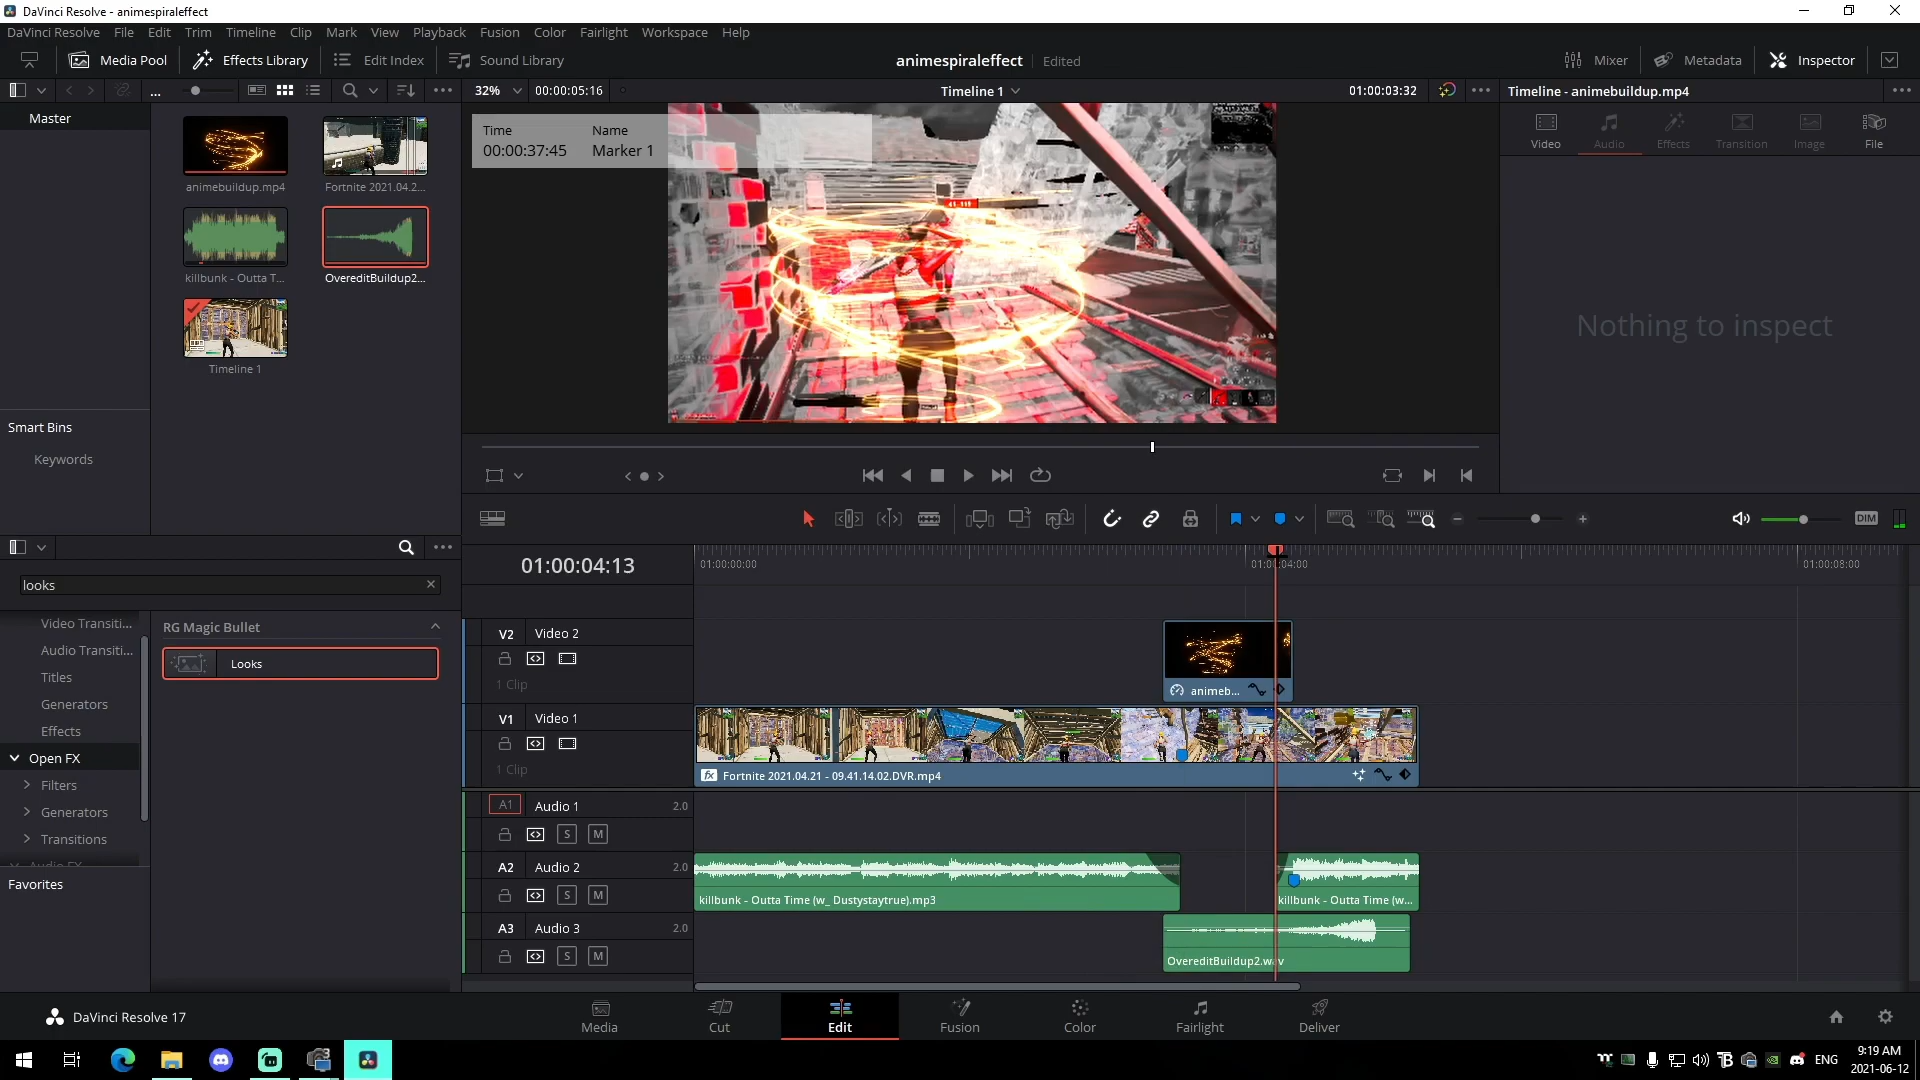 DaVinci Resolve - animespiraleffect
DaVinci Resolve File Edit Trim Timeline Clip Mark View Playback Fusion Color Fairlight Workspace Help
Media Pool Effects Library Edit Index Sound Library animespiraleffect Edited Mixer Metadata Inspector
... 32% 00:00:05:16 Timeline 1 01:00:03:32 Timeline - animebuildup.mp4
Master
Time Name
00:00:37:45 Marker 1
Video Audio Effects Transition Image File
animebuildup.mp4 Fortnite 2021.04.2...
killbunk - Outta T... OvereditBuildup2...
Timeline 1
Nothing to inspect
Smart Bins
Keywords
DIM
looks
01:00:04:13
01:00:00:00 01:00:04:00 01:00:08:00
Video Transiti...
Audio Transiti...
Titles
Generators
Effects
Open FX
Filters
Generators
Transitions
Audio FX
Favorites
RG Magic Bullet
Looks
V2 Video 2
1 Clip
animeb...
V1 Video 1
1 Clip
fx Fortnite 2021.04.21 - 09.41.14.02.DVR.mp4
A1 Audio 1 2.0
S M
A2 Audio 2 2.0
S M
killbunk - Outta Time (w_ Dustystaytrue).mp3
killbunk - Outta Time (w...
A3 Audio 3 2.0
S M
OvereditBuildup2.wav
DaVinci Resolve 17
Media Cut Edit Fusion Color Fairlight Deliver
ENG
9:19 AM
2021-06-12